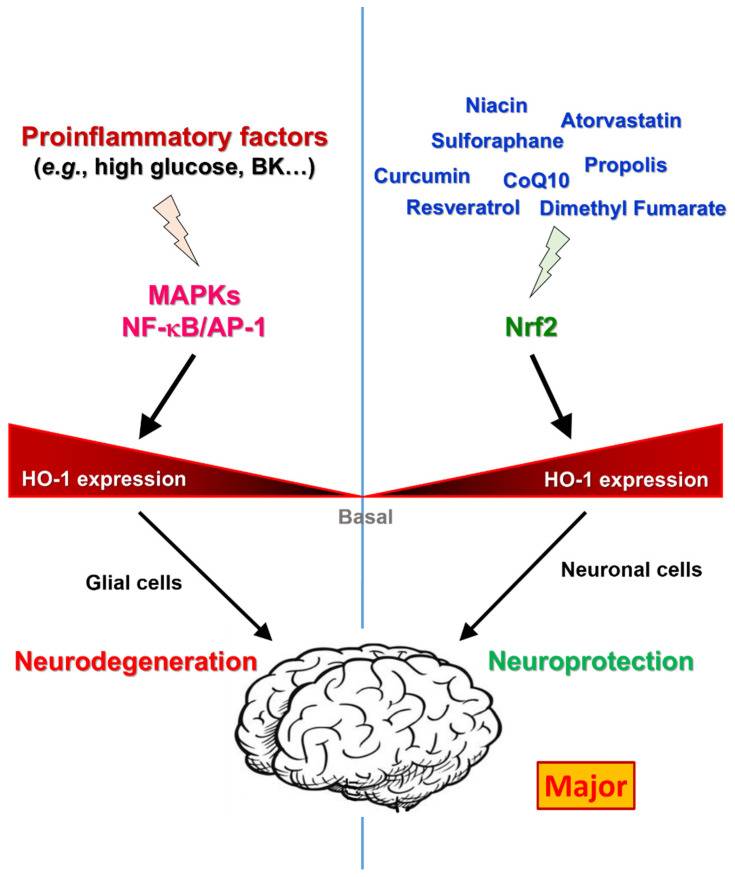 Proinflammatory factors
(e.g., high glucose, BK…)
MAPKs
NF-κB/AP-1
HO-1 expression
Glial cells
Neurodegeneration
Niacin
Atorvastatin
Sulforaphane
Propolis
Curcumin
CoQ10
Resveratrol
Dimethyl Fumarate
Nrf2
HO-1 expression
Basal
Neuronal cells
Neuroprotection
Major